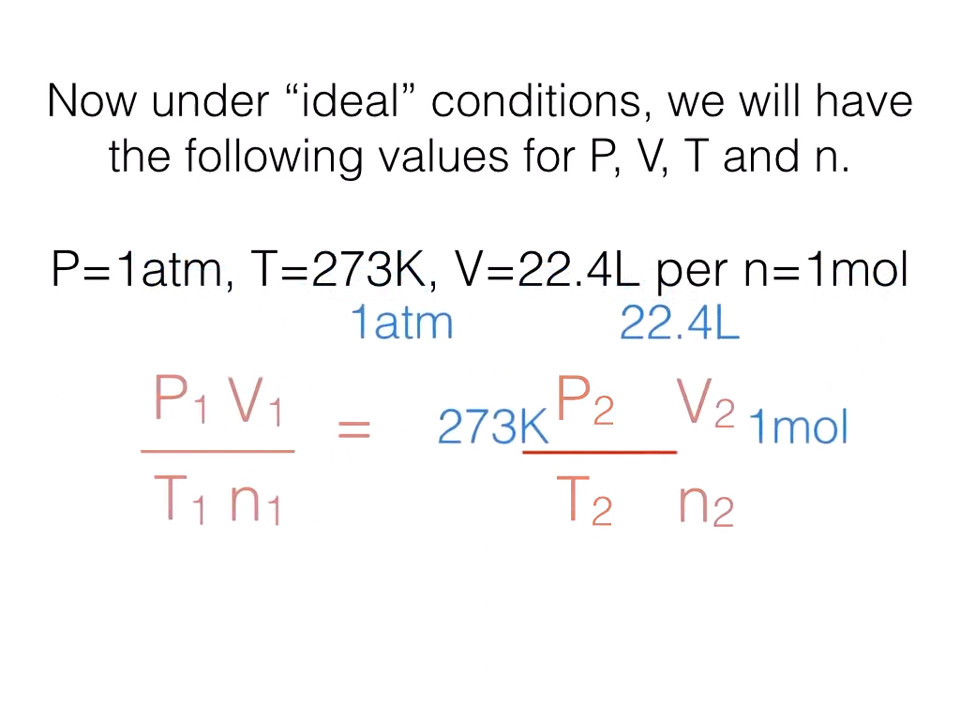 Now under “ideal” conditions, we will have
the following values for P, V, T and n.
P=1atm, T=273K, V=22.4L per n=1mol
1atm 22.4L
P₁ V₁ = 273K P₂ V₂ 1mol
T₁ n₁ T₂ n₂